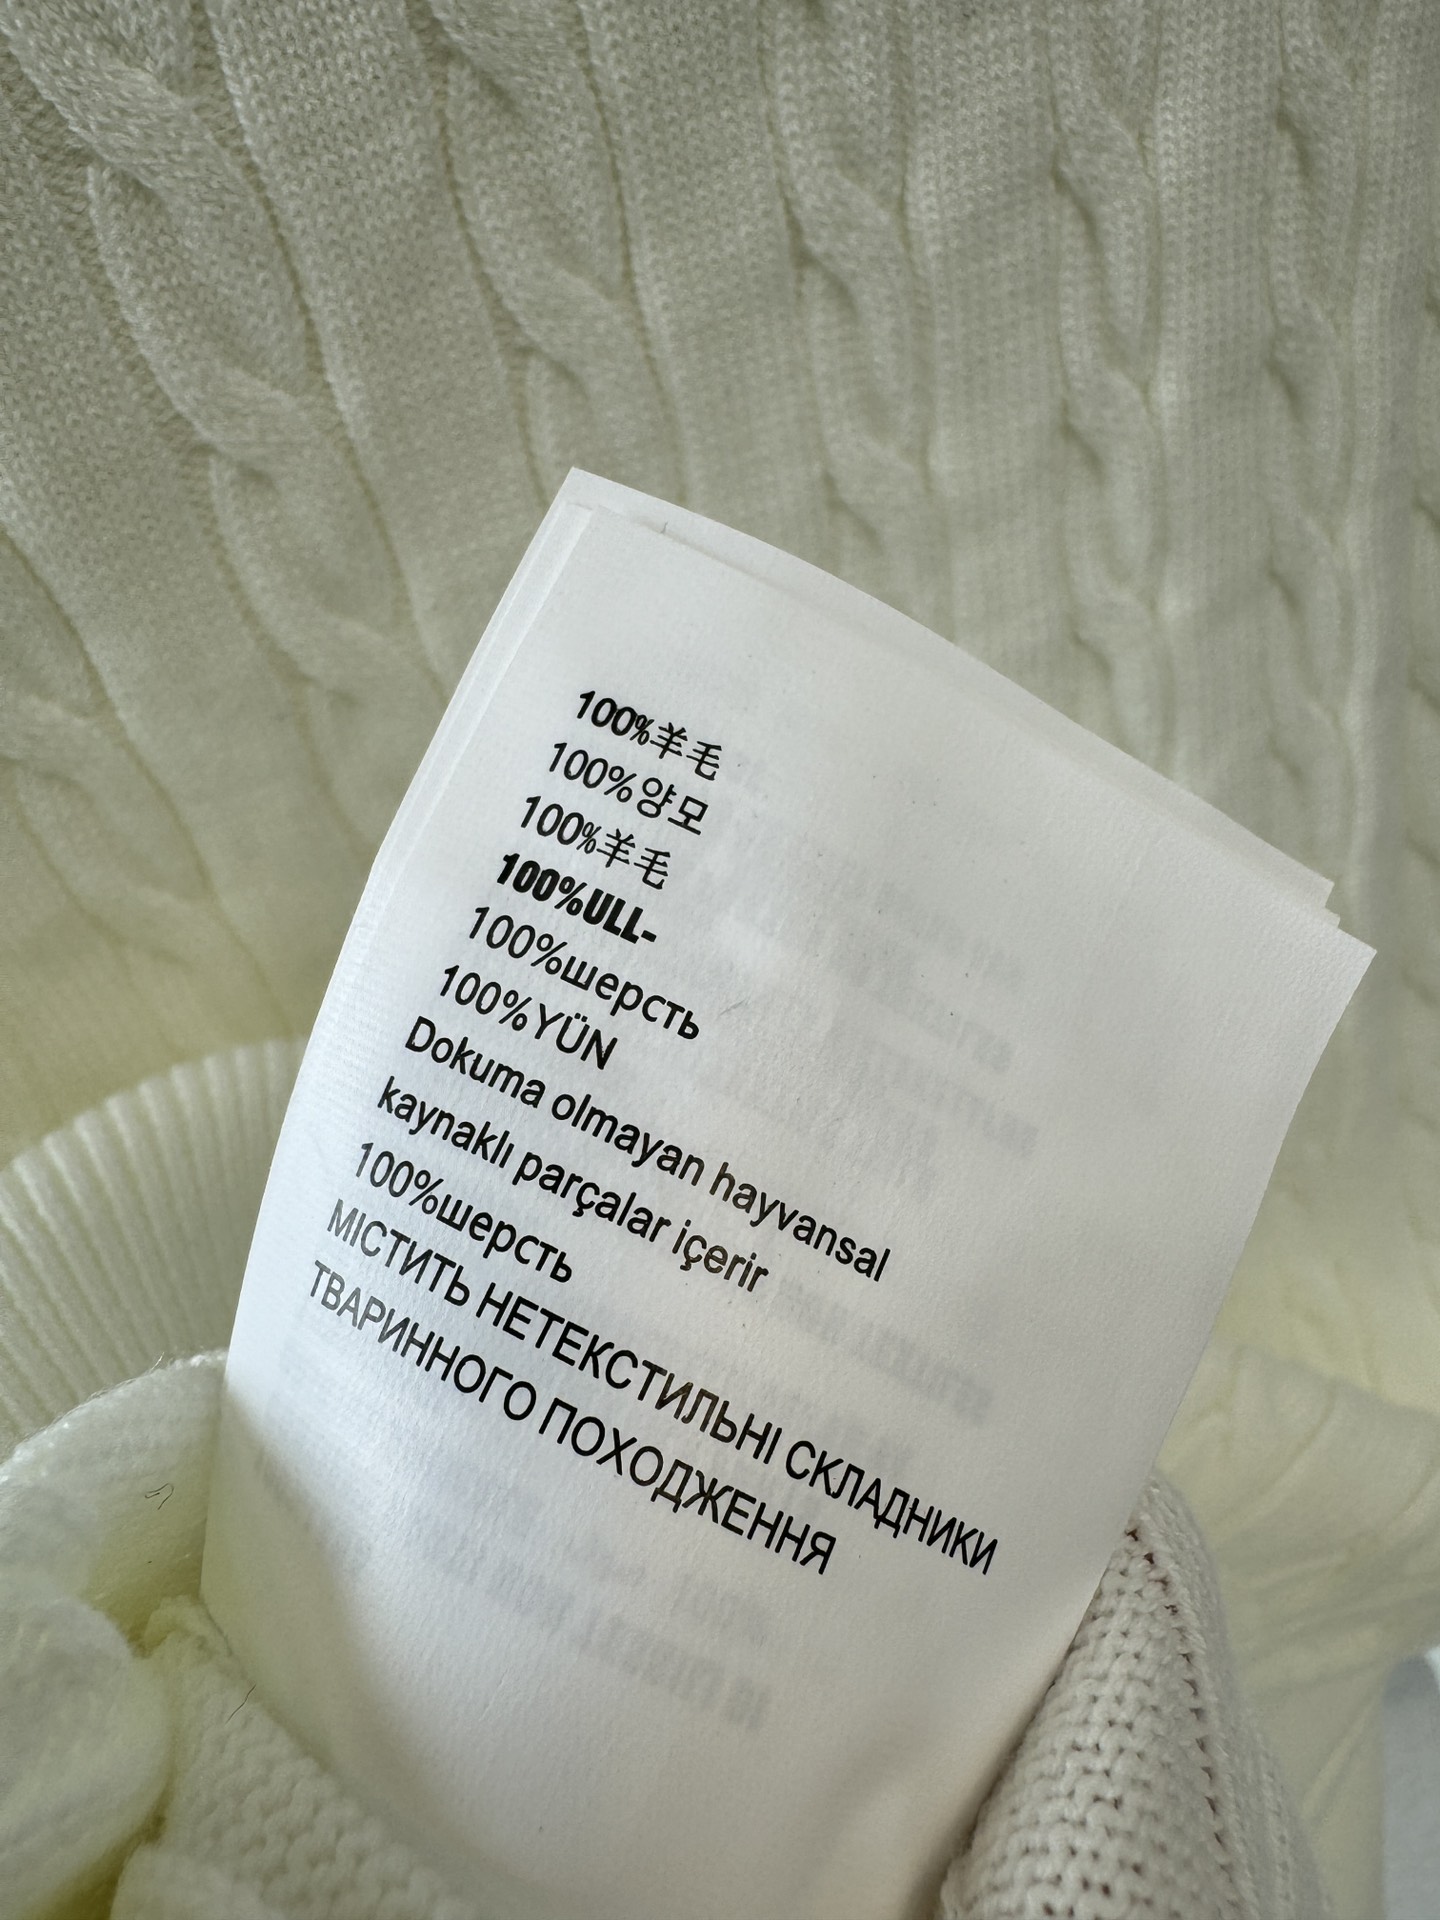 100%羊毛
100%양모
100%羊毛
100%ULL-
100%шерсть
100%YÜN
Dokuma olmayan hayvansal
kaynaklı parçalar içerir
100%шерсть
МІСТИТЬ НЕТЕКСТИЛЬНІ СКЛАДНИКИ
ТВАРИННОГО ПОХОДЖЕННЯ